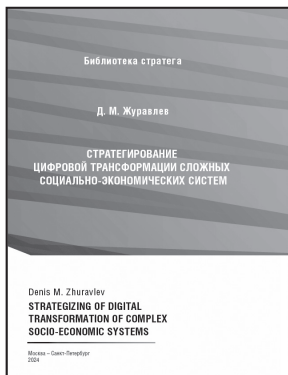 Библиотека стратега
Д. М. Журавлев
СТРАТЕГИРОВАНИЕ
ЦИФРОВОЙ ТРАНСФОРМАЦИИ СЛОЖНЫХ
СОЦИАЛЬНО-ЭКОНОМИЧЕСКИХ СИСТЕМ
Denis M. Zhuravlev
STRATEGIZING OF DIGITAL
TRANSFORMATION OF COMPLEX
SOCIO-ECONOMIC SYSTEMS
Москва – Санкт-Петербург
2024